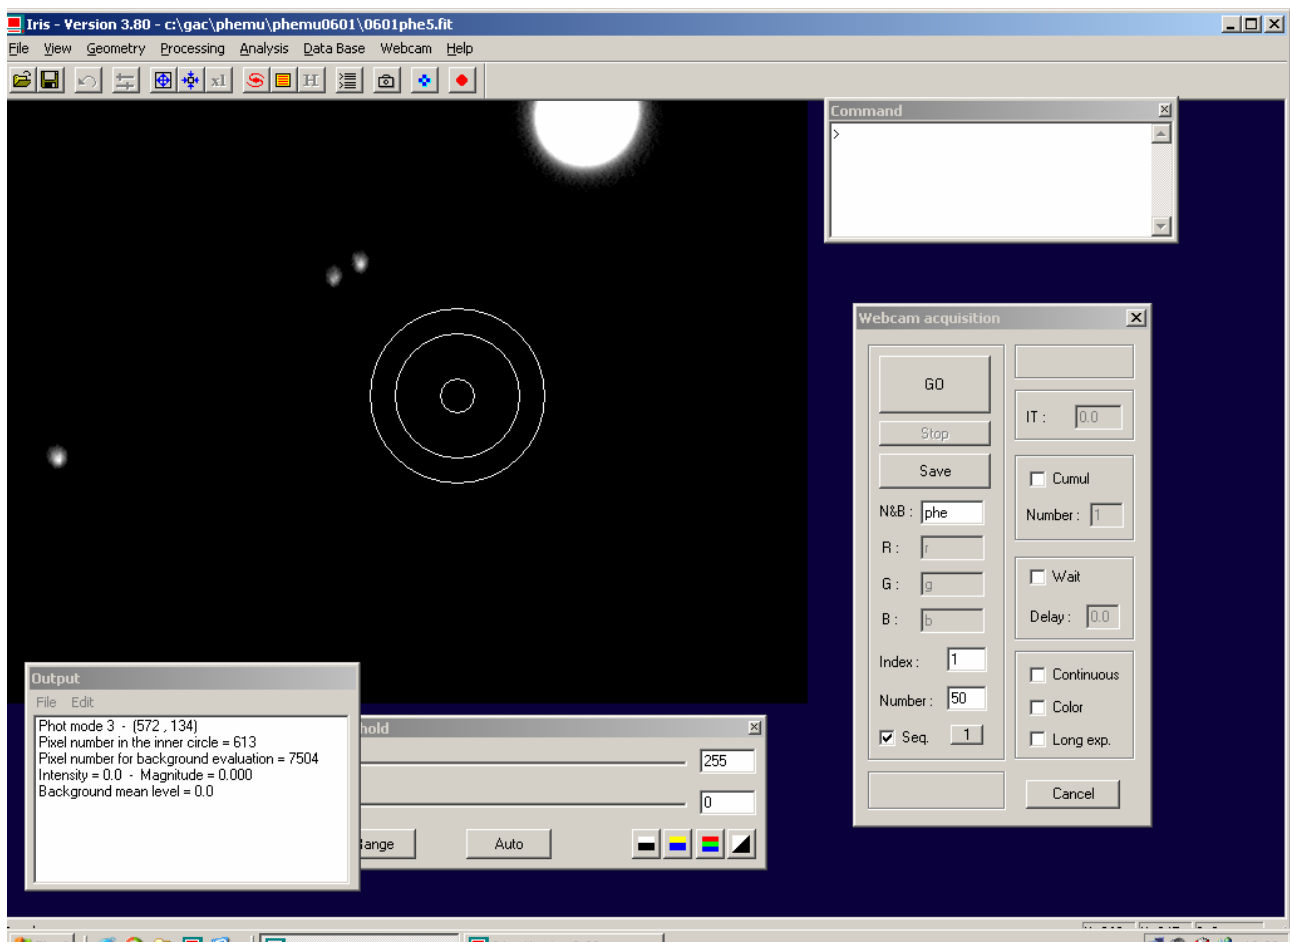 Iris - Version 3.80 - c:\gac\phemu\phemu0601\0601phe5.fit
File View Geometry Processing Analysis Data Base Webcam Help
x1 H
Command
>
Webcam acquisition
GO
Stop
Save
N&B : phe
R : r
G : g
B : b
Index : 1
Number : 50
Seq. 1
IT : 0.0
Cumul
Number : 1
Wait
Delay : 0.0
Continuous
Color
Long exp.
Cancel
Output
File Edit
Phot mode 3 - (572 , 134)
Pixel number in the inner circle = 613
Pixel number for background evaluation = 7504
Intensity = 0.0 - Magnitude = 0.000
Background mean level = 0.0
hold
255
0
ange
Auto